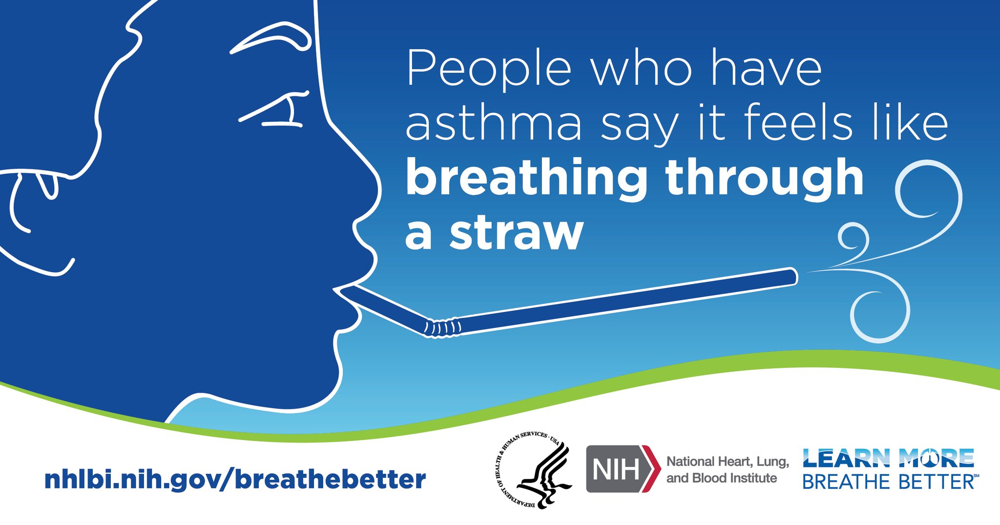 People who have
asthma say it feels like
breathing through
a straw
nhlbi.nih.gov/breathebetter
DEPARTMENT OF HEALTH & HUMAN SERVICES · USA
NIH
National Heart, Lung,
and Blood Institute
LEARN MORE
BREATHE BETTER℠